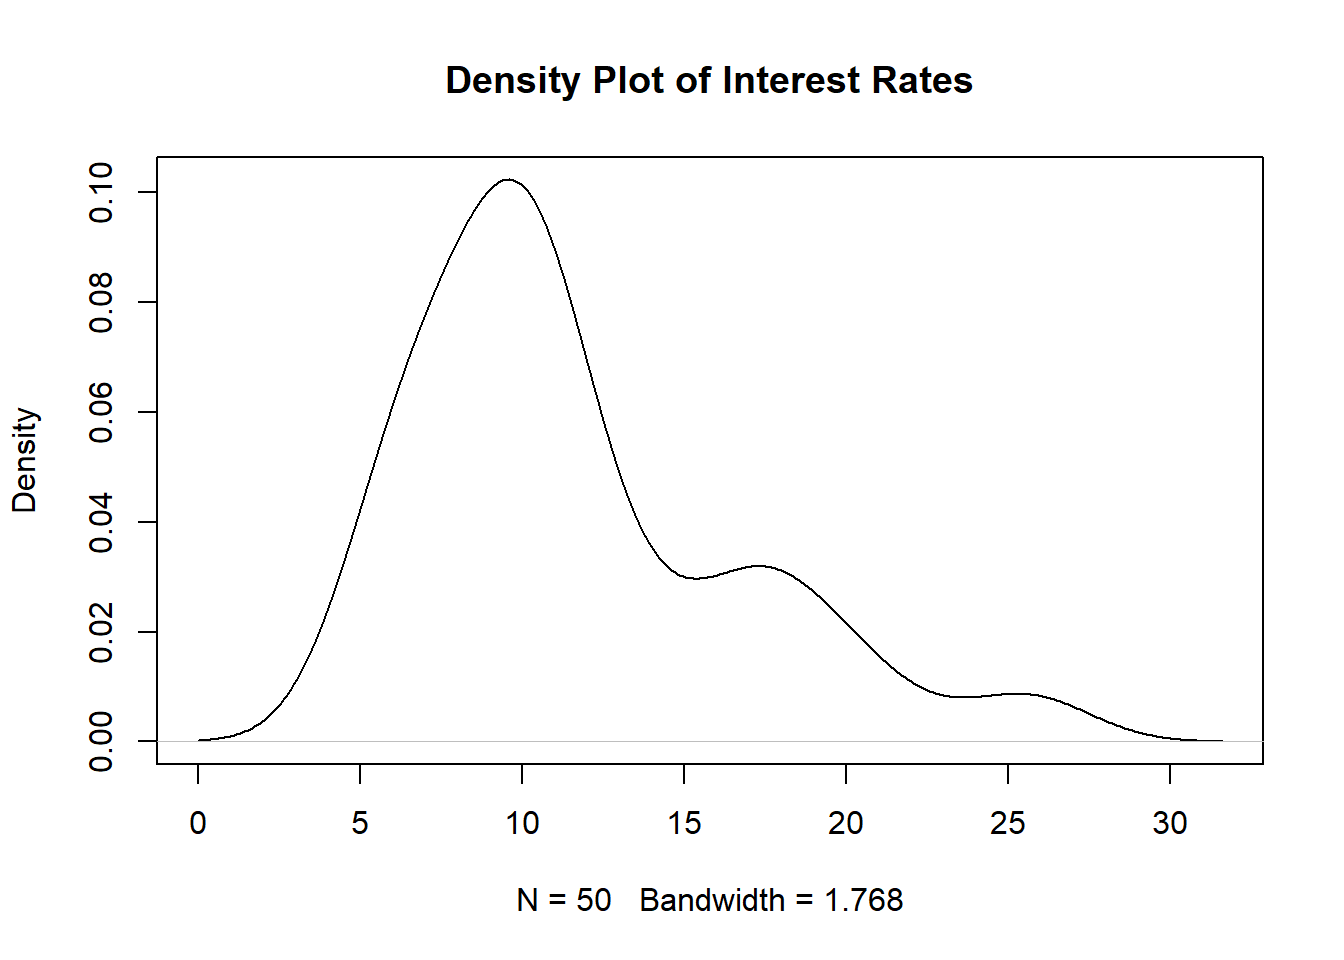 Density Plot of Interest Rates
Density
0.10
0.08
0.06
0.04
0.02
0.00
0 5 10 15 20 25 30
N = 50 Bandwidth = 1.768